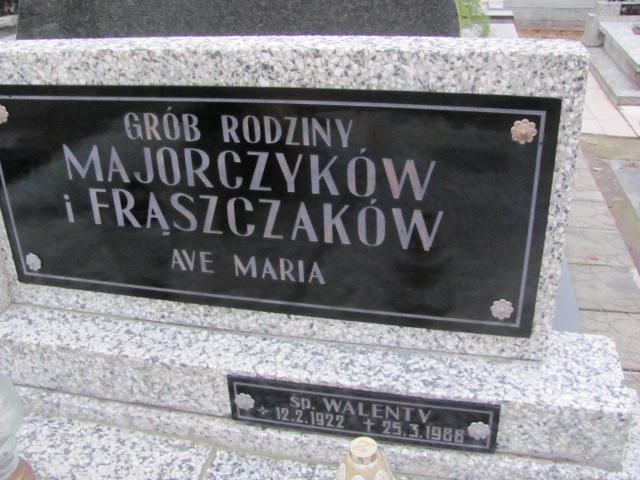 GRÓB RODZINY
MAJORCZYKÓW
i FRĄSZCZAKÓW
AVE MARIA
ŚP. WALENTY
+ 12.2.1922 + 25.3.1988